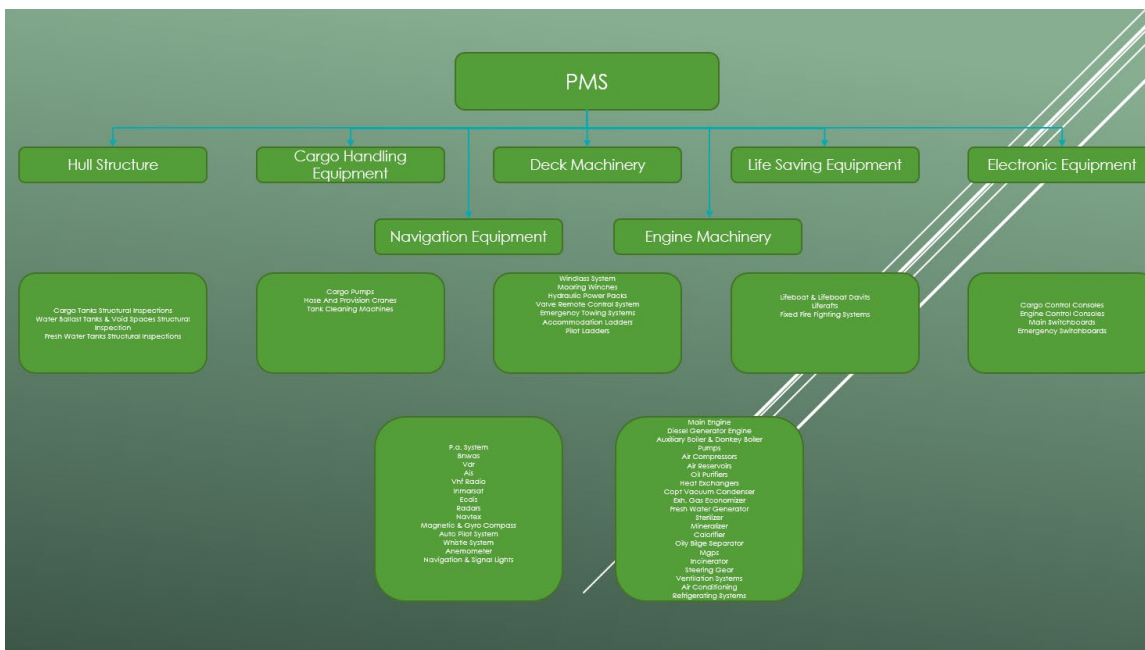 PMS
Hull Structure
Cargo Handling
Equipment
Deck Machinery
Life Saving Equipment
Electronic Equipment
Navigation Equipment
Engine Machinery
Cargo Tanks Structural Inspections
Water Ballast Tanks & Void Spaces Structural
Inspection
Fresh Water Tanks Structural Inspections
Cargo Pumps
Hose And Provision Cranes
Tank Cleaning Machines
Windlass System
Mooring Winches
Hydraulic Power Packs
Valve Remote Control System
Emergency Towing Systems
Accommodation Ladders
Pilot Ladders
Lifeboat & Lifeboat Davits
Liferafts
Fixed Fire Fighting Systems
Cargo Control Consoles
Engine Control Consoles
Main Switchboards
Emergency Switchboards
P.a. System
Bnwas
Vdr
Ais
Vhf Radio
Inmarsat
Ecdis
Radars
Navtex
Magnetic & Gyro Compass
Auto Pilot System
Whistle System
Anemometer
Navigation & Signal Lights
Main Engine
Diesel Generator Engine
Auxiliary Boiler & Donkey Boiler
Pumps
Air Compressors
Air Reservoirs
Oil Purifiers
Heat Exchangers
Copt Vacuum Condenser
Exh. Gas Economizer
Fresh Water Generator
Sterilizer
Mineralizer
Calorifier
Oily Bilge Separator
Mgps
Incinerator
Steering Gear
Ventilation Systems
Air Conditioning
Refrigerating Systems